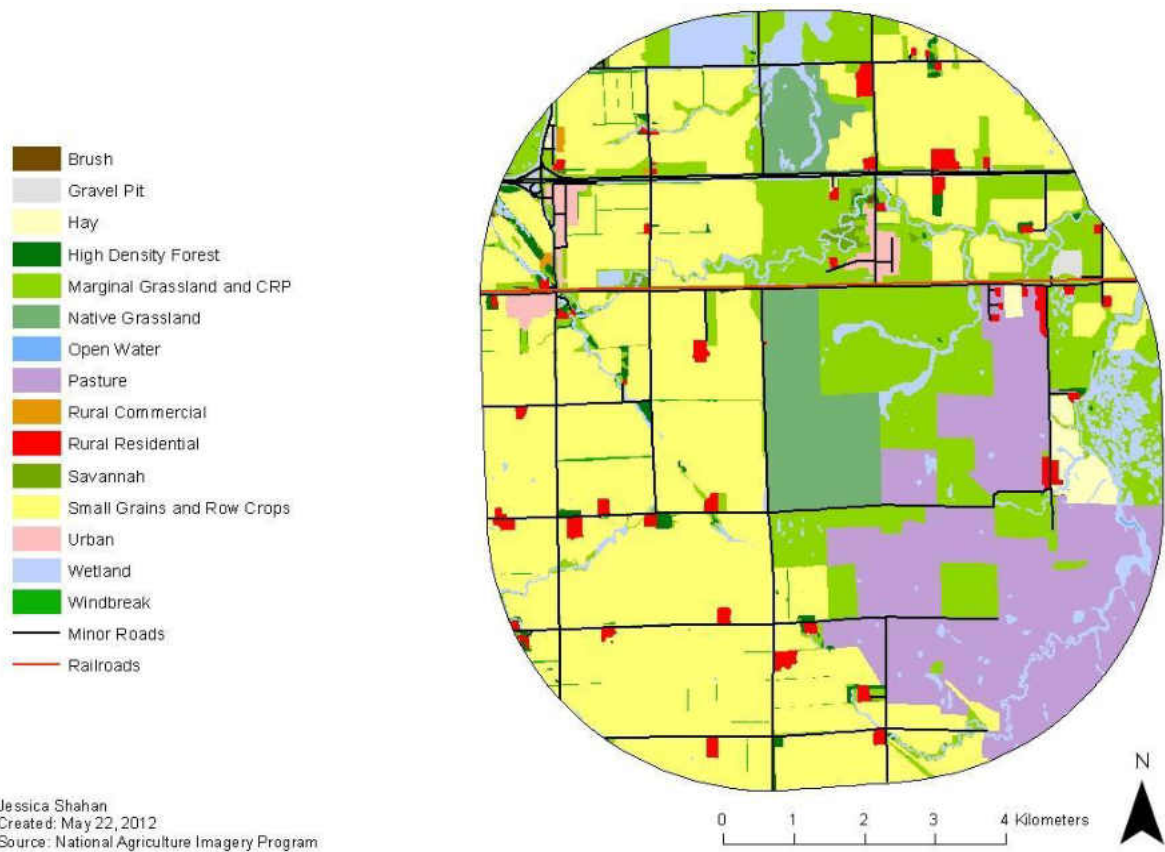 Brush
Gravel Pit
Hay
High Density Forest
Marginal Grassland and CRP
Native Grassland
Open Water
Pasture
Rural Commercial
Rural Residential
Savannah
Small Grains and Row Crops
Urban
Wetland
Windbreak
Minor Roads
Railroads
Jessica Shahan
Created: May 22, 2012
Source: National Agriculture Imagery Program
0 1 2 3 4 Kilometers
N